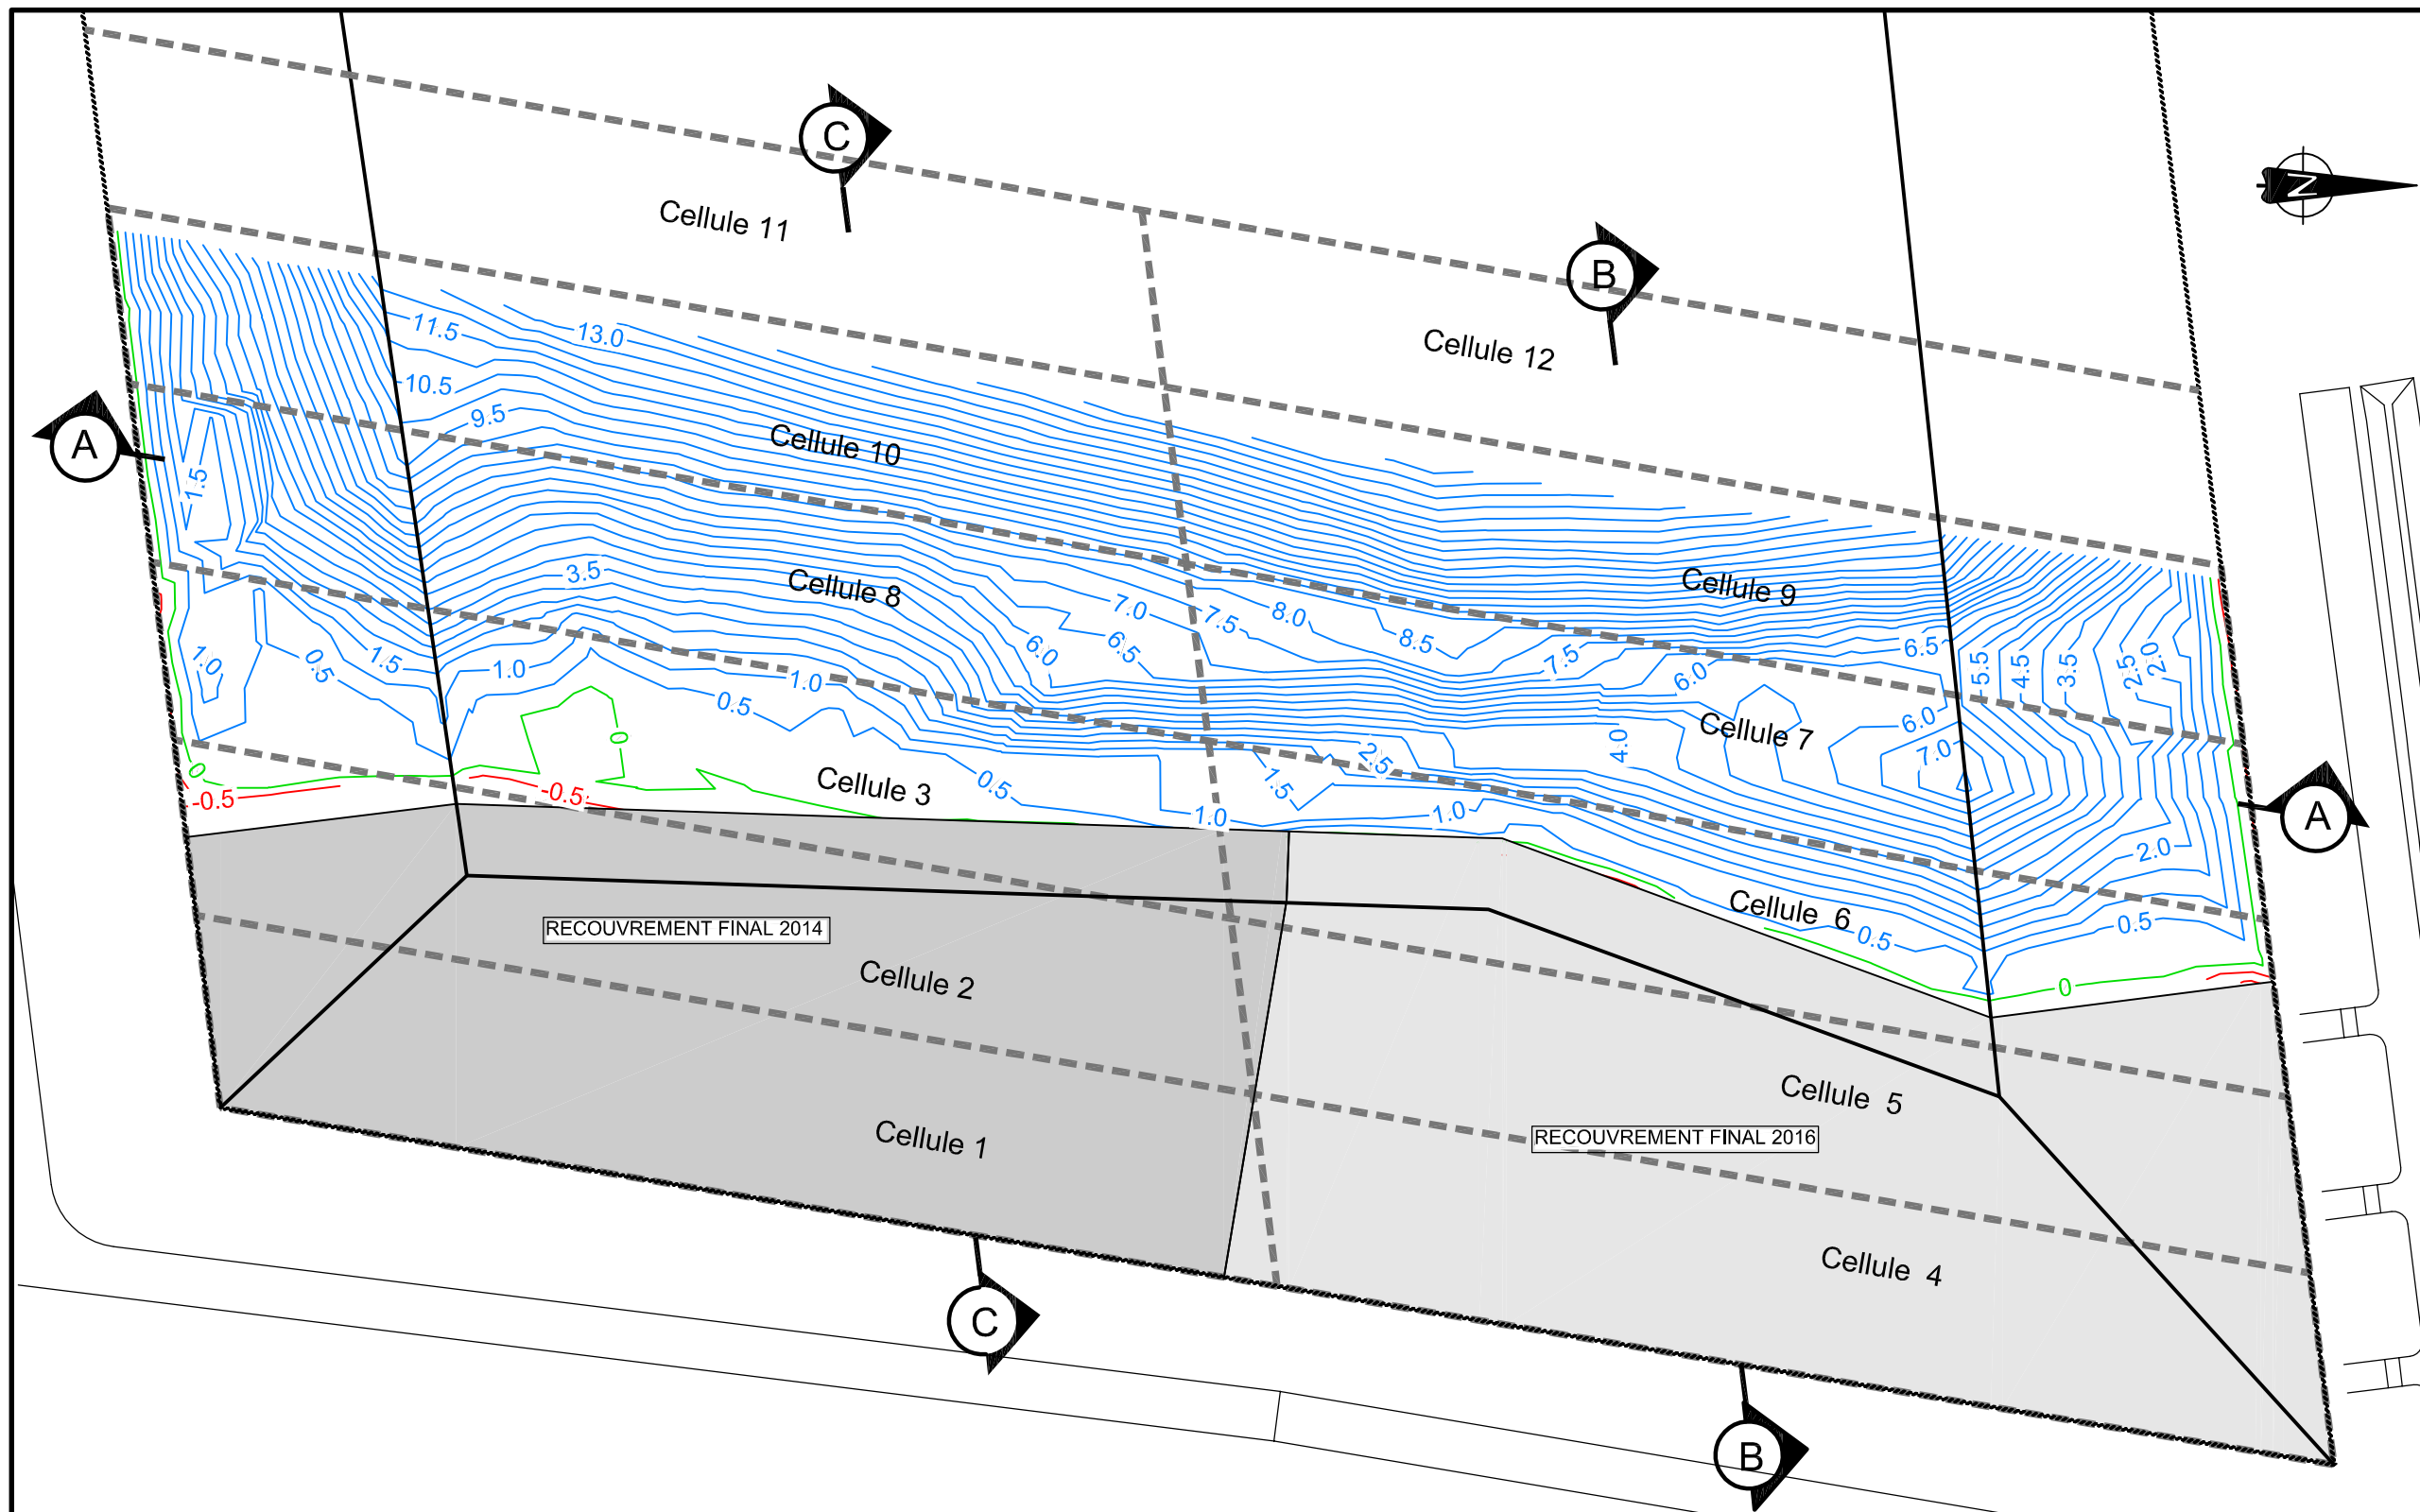 C
N
Cellule 11
B
Cellule 12
11.5
13.0
10.5
9.5
A
Cellule 10
1.5
3.5
Cellule 8
Cellule 9
7.0
7.5
8.0
8.5
6.0
6.5
7.5
6.0
6.5
5.5
4.5
3.5
2.5
2.0
1.0
0.5
1.5
1.0
1.0
0.5
0
Cellule 7
6.0
7.0
4.0
2.5
1.5
0
-0.5
-0.5
Cellule 3
0.5
1.0
1.0
A
2.0
Cellule 6
0.5
0.5
0
RECOUVREMENT FINAL 2014
Cellule 2
Cellule 5
Cellule 1
RECOUVREMENT FINAL 2016
Cellule 4
C
B